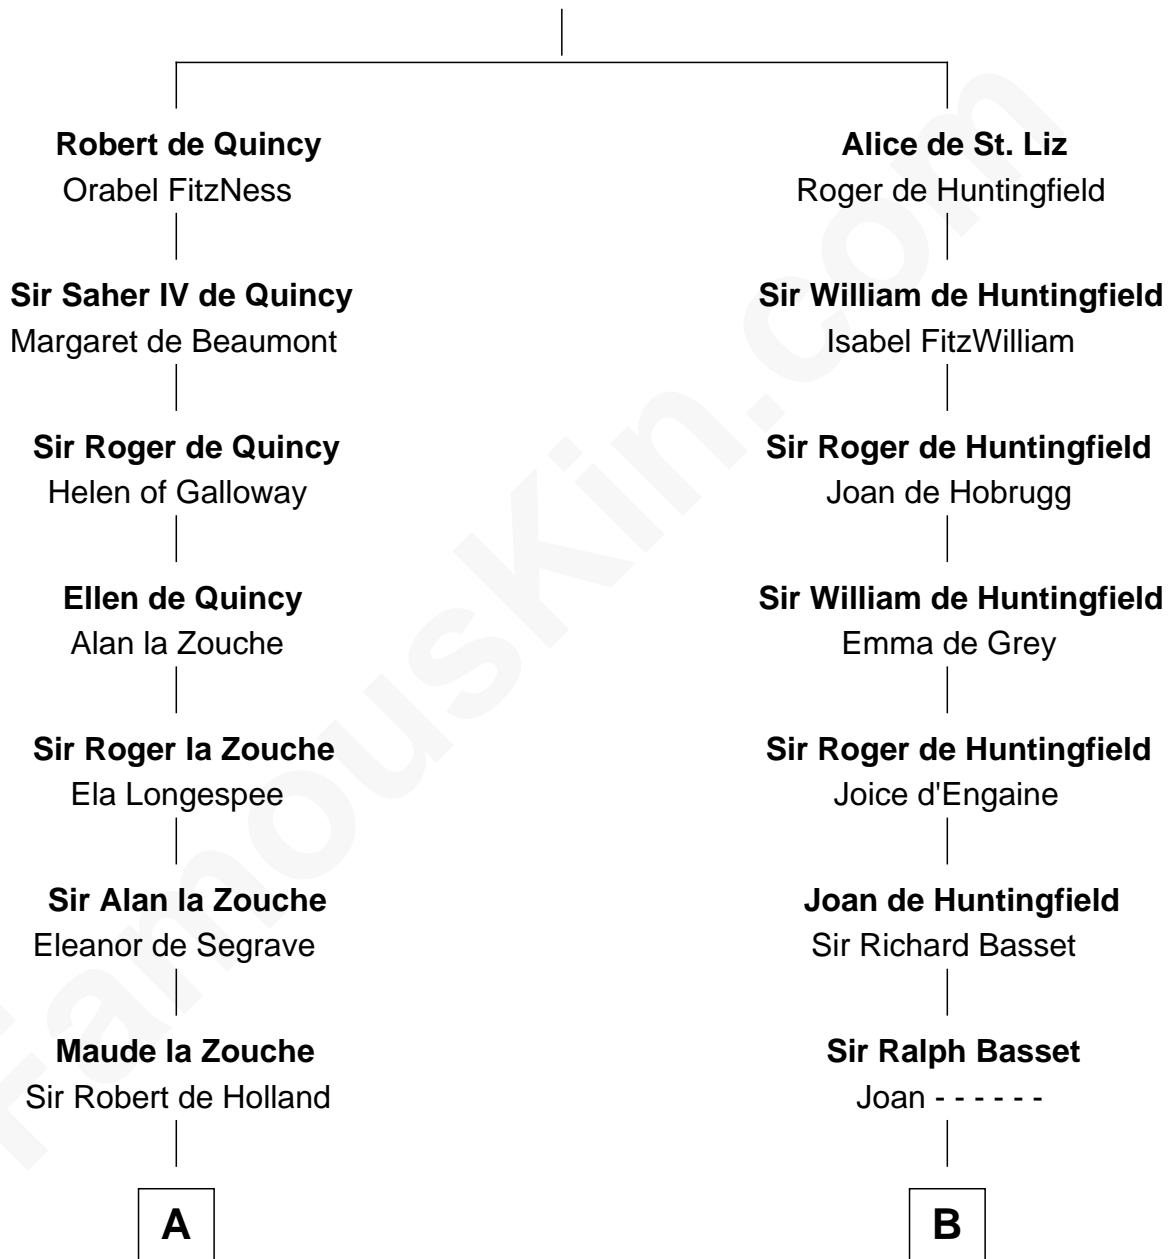 Robert de Quincy
Orabel FitzNess
Alice de St. Liz
Roger de Huntingfield
Sir Saher IV de Quincy
Margaret de Beaumont
Sir William de Huntingfield
Isabel FitzWilliam
Sir Roger de Quincy
Helen of Galloway
Sir Roger de Huntingfield
Joan de Hobrugg
Ellen de Quincy
Alan la Zouche
Sir William de Huntingfield
Emma de Grey
Sir Roger la Zouche
Ela Longespee
Sir Roger de Huntingfield
Joice d'Engaine
Sir Alan la Zouche
Eleanor de Segrave
Joan de Huntingfield
Sir Richard Basset
Maude la Zouche
Sir Robert de Holland
Sir Ralph Basset
Joan - - - - - -
A
B
FamousKin.com